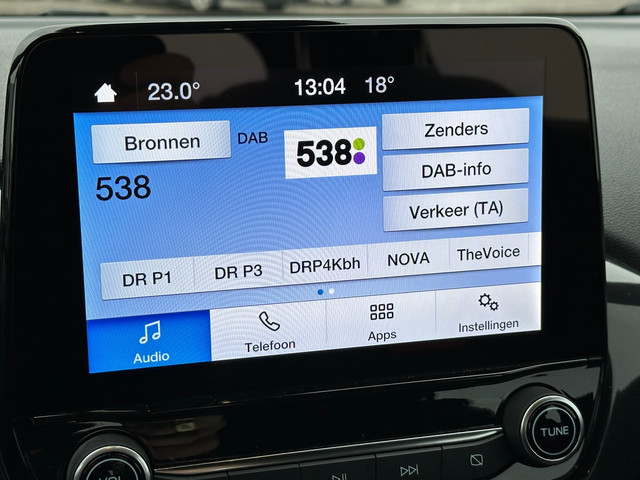 23.0° 13:04 18°
Bronnen DAB 538 Zenders
538
DAB-info
Verkeer (TA)
DR P1 DR P3 DRP4Kbh NOVA TheVoice
Audio Telefoon Apps Instellingen
VOL TUNE